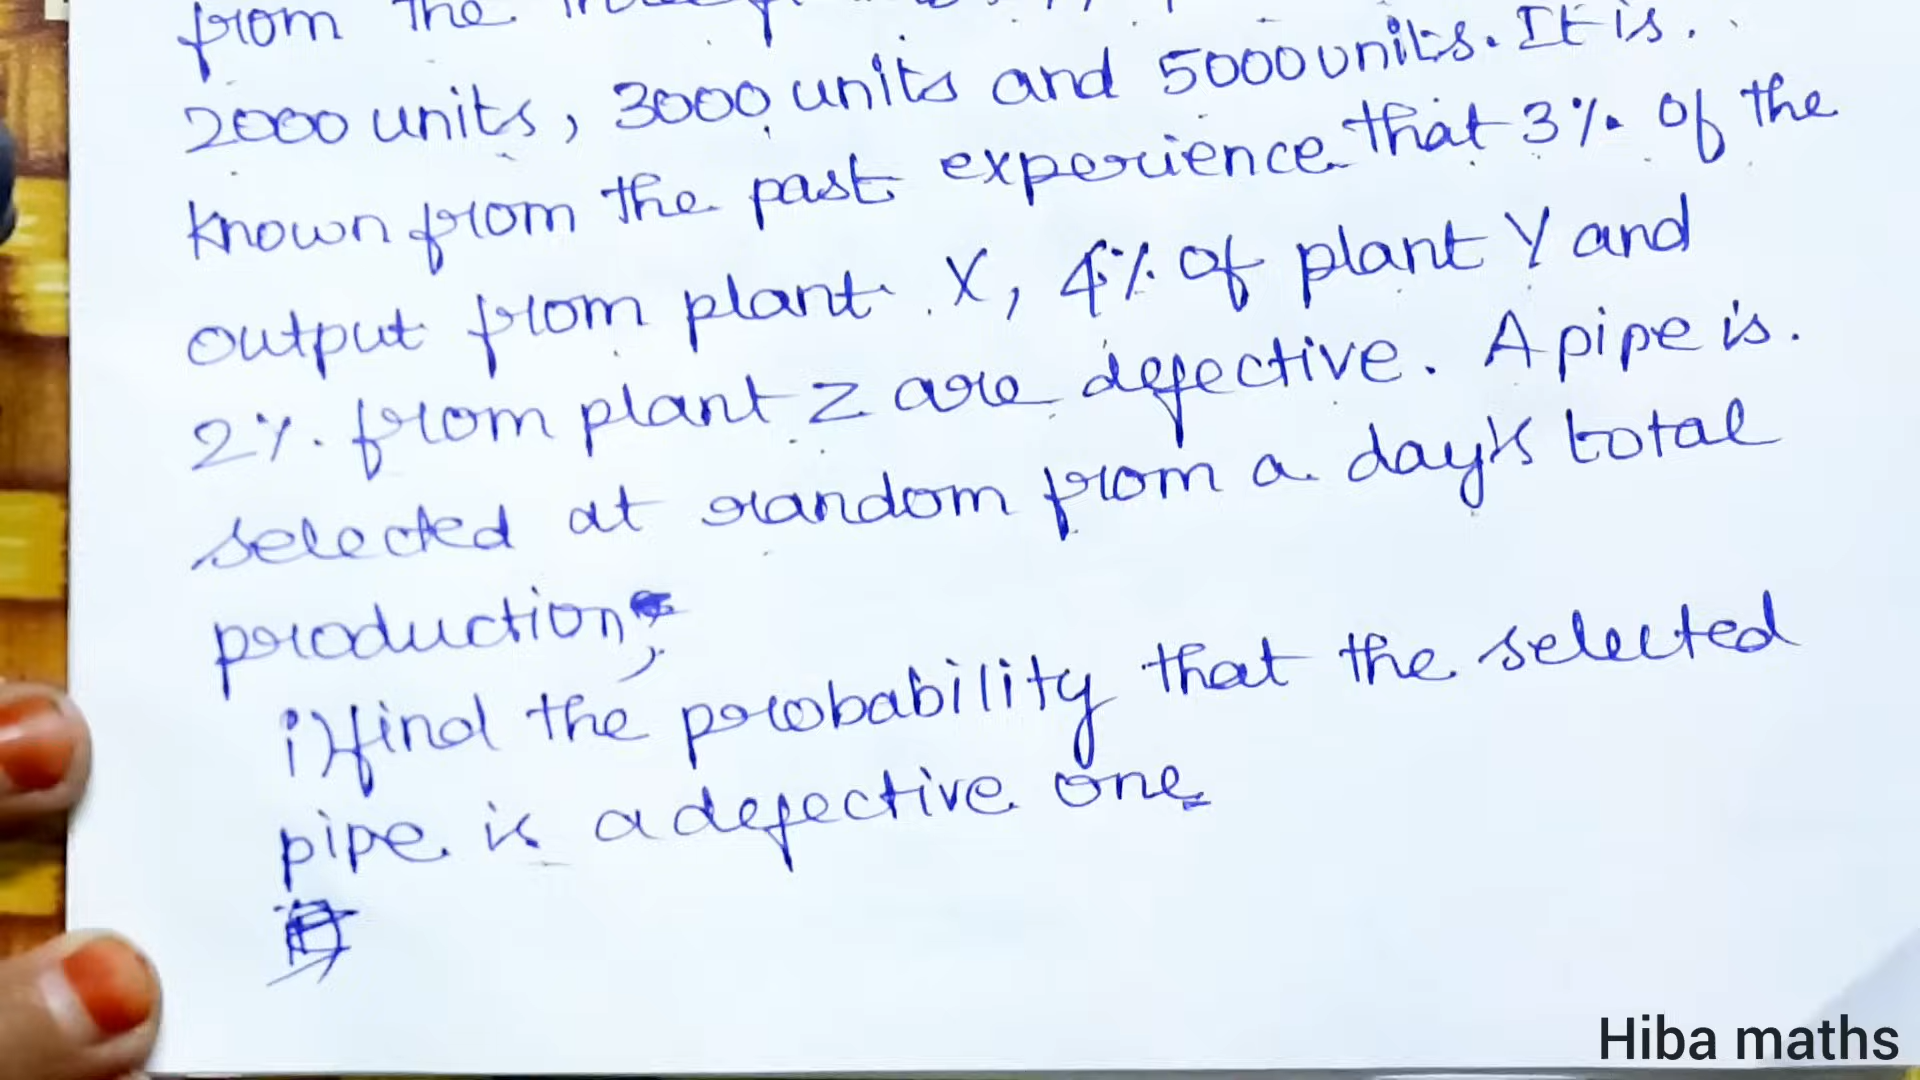 from the
2000 units, 3000 units and 5000 units. It is.
known from the past experience that 3% of the
output from plant X, 4% of plant Y and
2% from plant Z are defective. A pipe is.
selected at random from a day's total
production,
i) find the probability that the selected
pipe is a defective one
Hiba maths